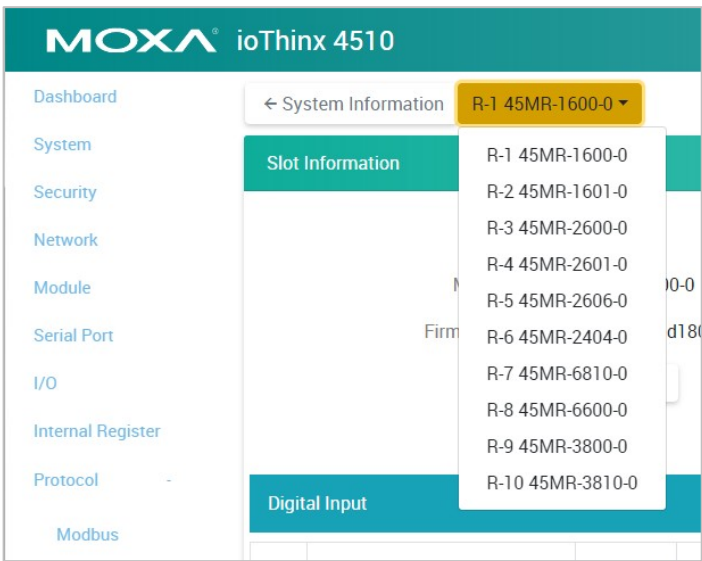 MOXA® ioThinx 4510
Dashboard
System
Security
Network
Module
Serial Port
I/O
Internal Register
Protocol -
Modbus
← System Information R-1 45MR-1600-0
Slot Information
R-1 45MR-1600-0
R-2 45MR-1601-0
R-3 45MR-2600-0
R-4 45MR-2601-0
R-5 45MR-2606-0
R-6 45MR-2404-0
R-7 45MR-6810-0
R-8 45MR-6600-0
R-9 45MR-3800-0
R-10 45MR-3810-0
Digital Input